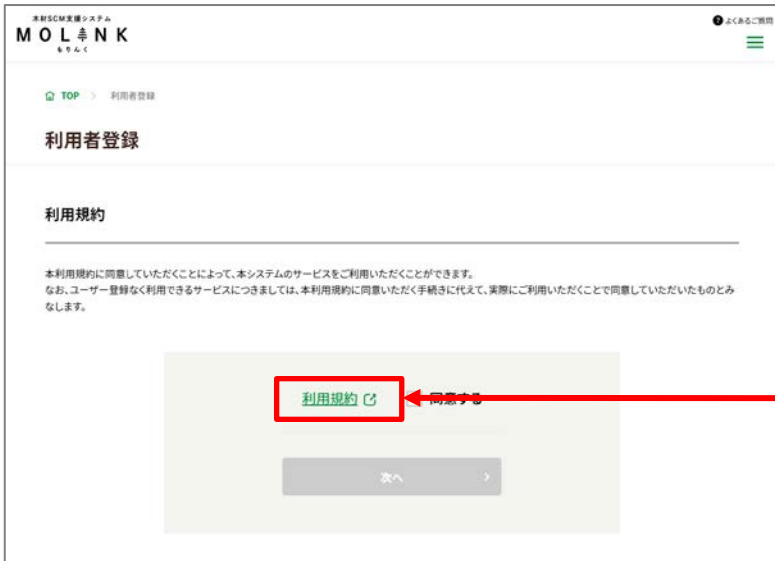 木材SCM支援システム
MOLINK
もりんく
よくあるご質問
TOP > 利用者登録
利用者登録
利用規約
本利用規約に同意していただくことによって、本システムのサービスをご利用いただくことができます。
なお、ユーザー登録なく利用できるサービスにつきましては、本利用規約に同意いただく手続きに代えて、実際にご利用いただくことで同意していただいたものとみ
なします。
利用規約 同意する
次へ